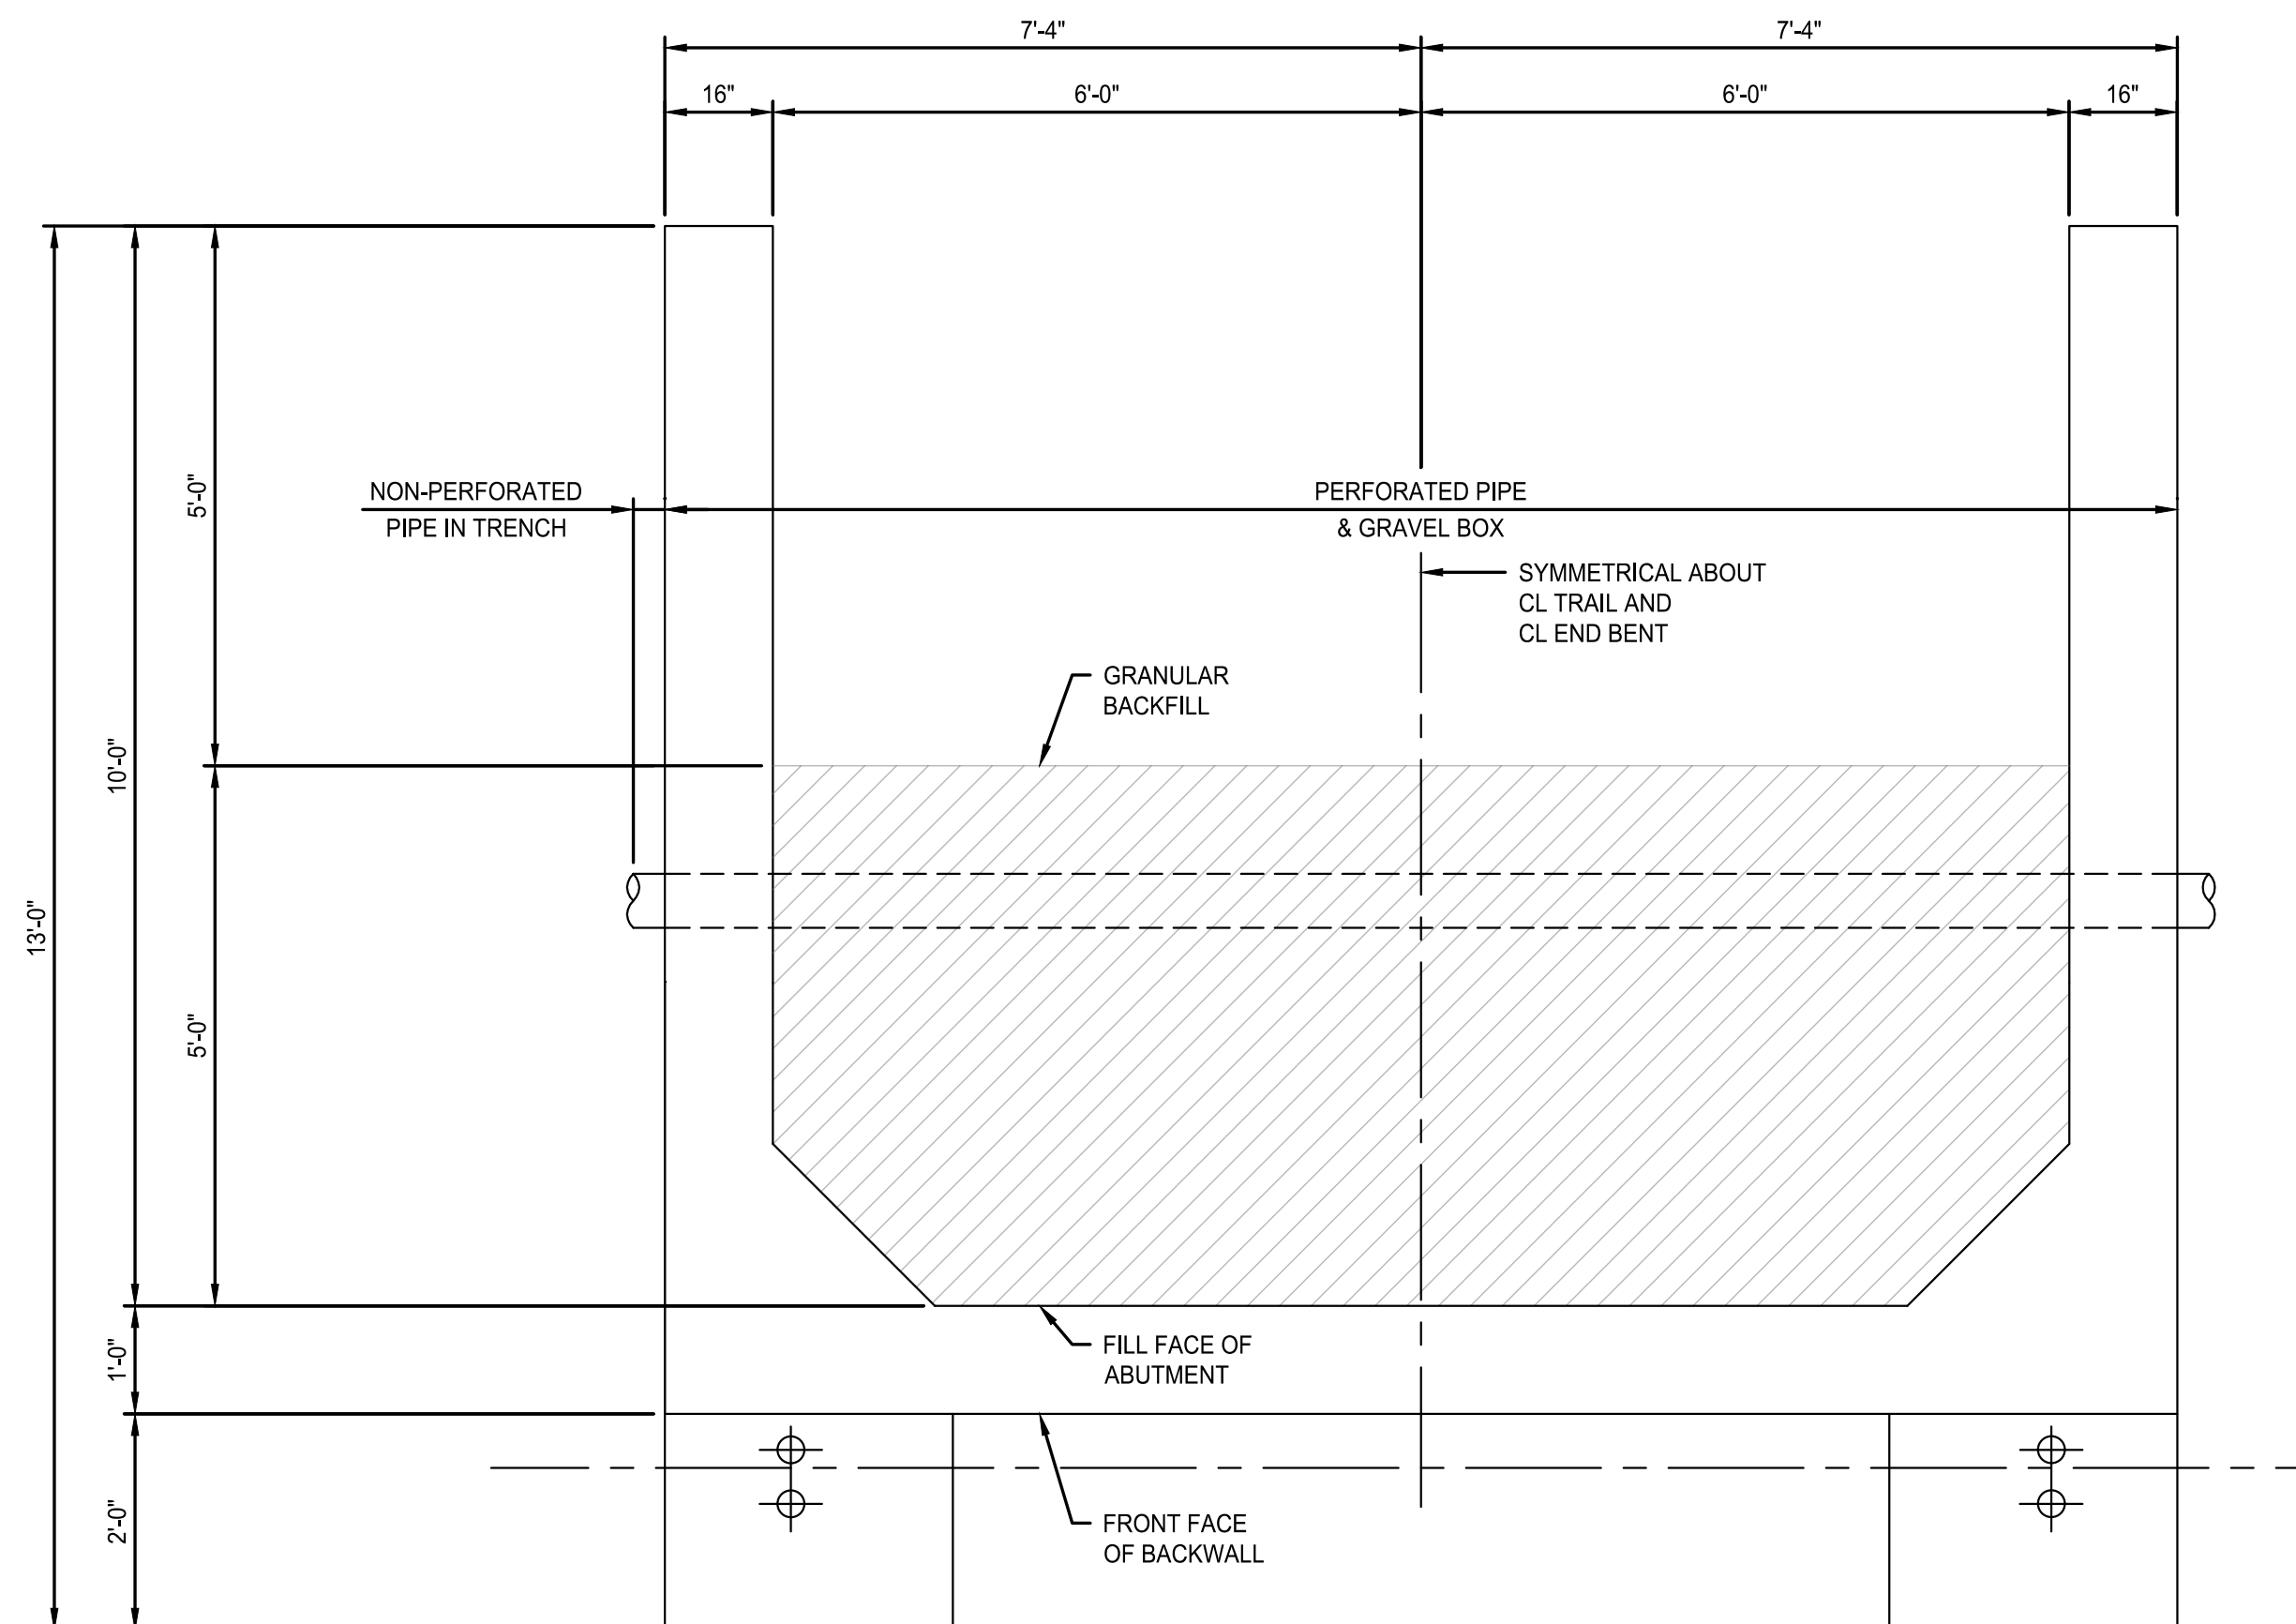 7'-4"
7'-4"
16"
6'-0"
6'-0"
16"
5'-0"
NON-PERFORATED
PIPE IN TRENCH
PERFORATED PIPE
& GRAVEL BOX
SYMMETRICAL ABOUT
CL TRAIL AND
CL END BENT
GRANULAR
BACKFILL
10'-0"
13'-0"
5'-0"
1'-0"
FILL FACE OF
ABUTMENT
2'-0"
FRONT FACE
OF BACKWALL